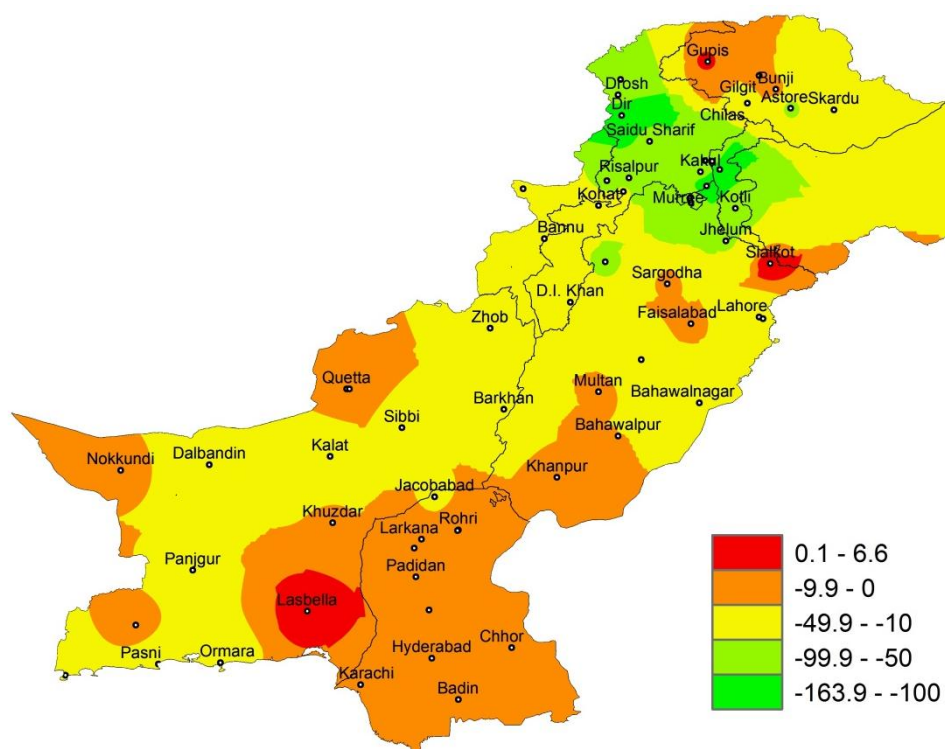 Gupis
Drosh
Bunji
Gilgit
Astore
Skardu
Dir
Chilas
Saidu Sharif
Risalpur
Kakul
Kohat
Murree
Kotli
Bannu
Jhelum
Sialkot
Sargodha
D.I. Khan
Lahore
Faisalabad
Zhob
Quetta
Multan
Barkhan
Bahawalnagar
Sibbi
Bahawalpur
Kalat
Dalbandin
Nokkundi
Khanpur
Jacobabad
Khuzdar
Rohri
Larkana
Panjgur
Padidan
Lasbella
Chhor
Pasni
Ormara
Hyderabad
Karachi
Badin
0.1 - 6.6
-9.9 - 0
-49.9 - -10
-99.9 - -50
-163.9 - -100